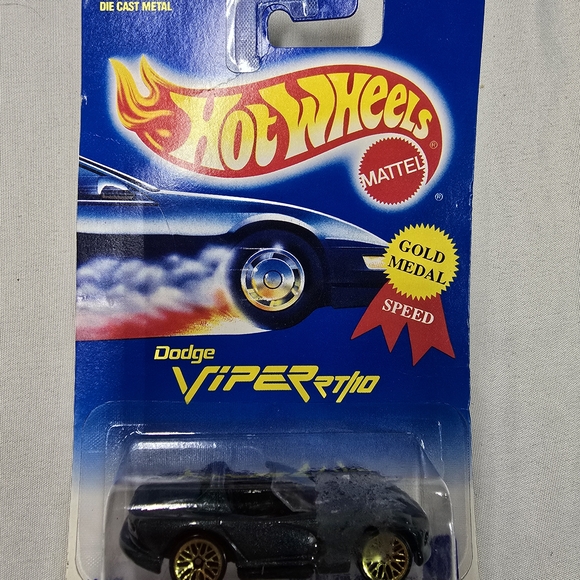 DIE CAST METAL
HOT WHEELS®
MATTEL
®
GOLD
MEDAL
SPEED
Dodge
VIPER RT/10